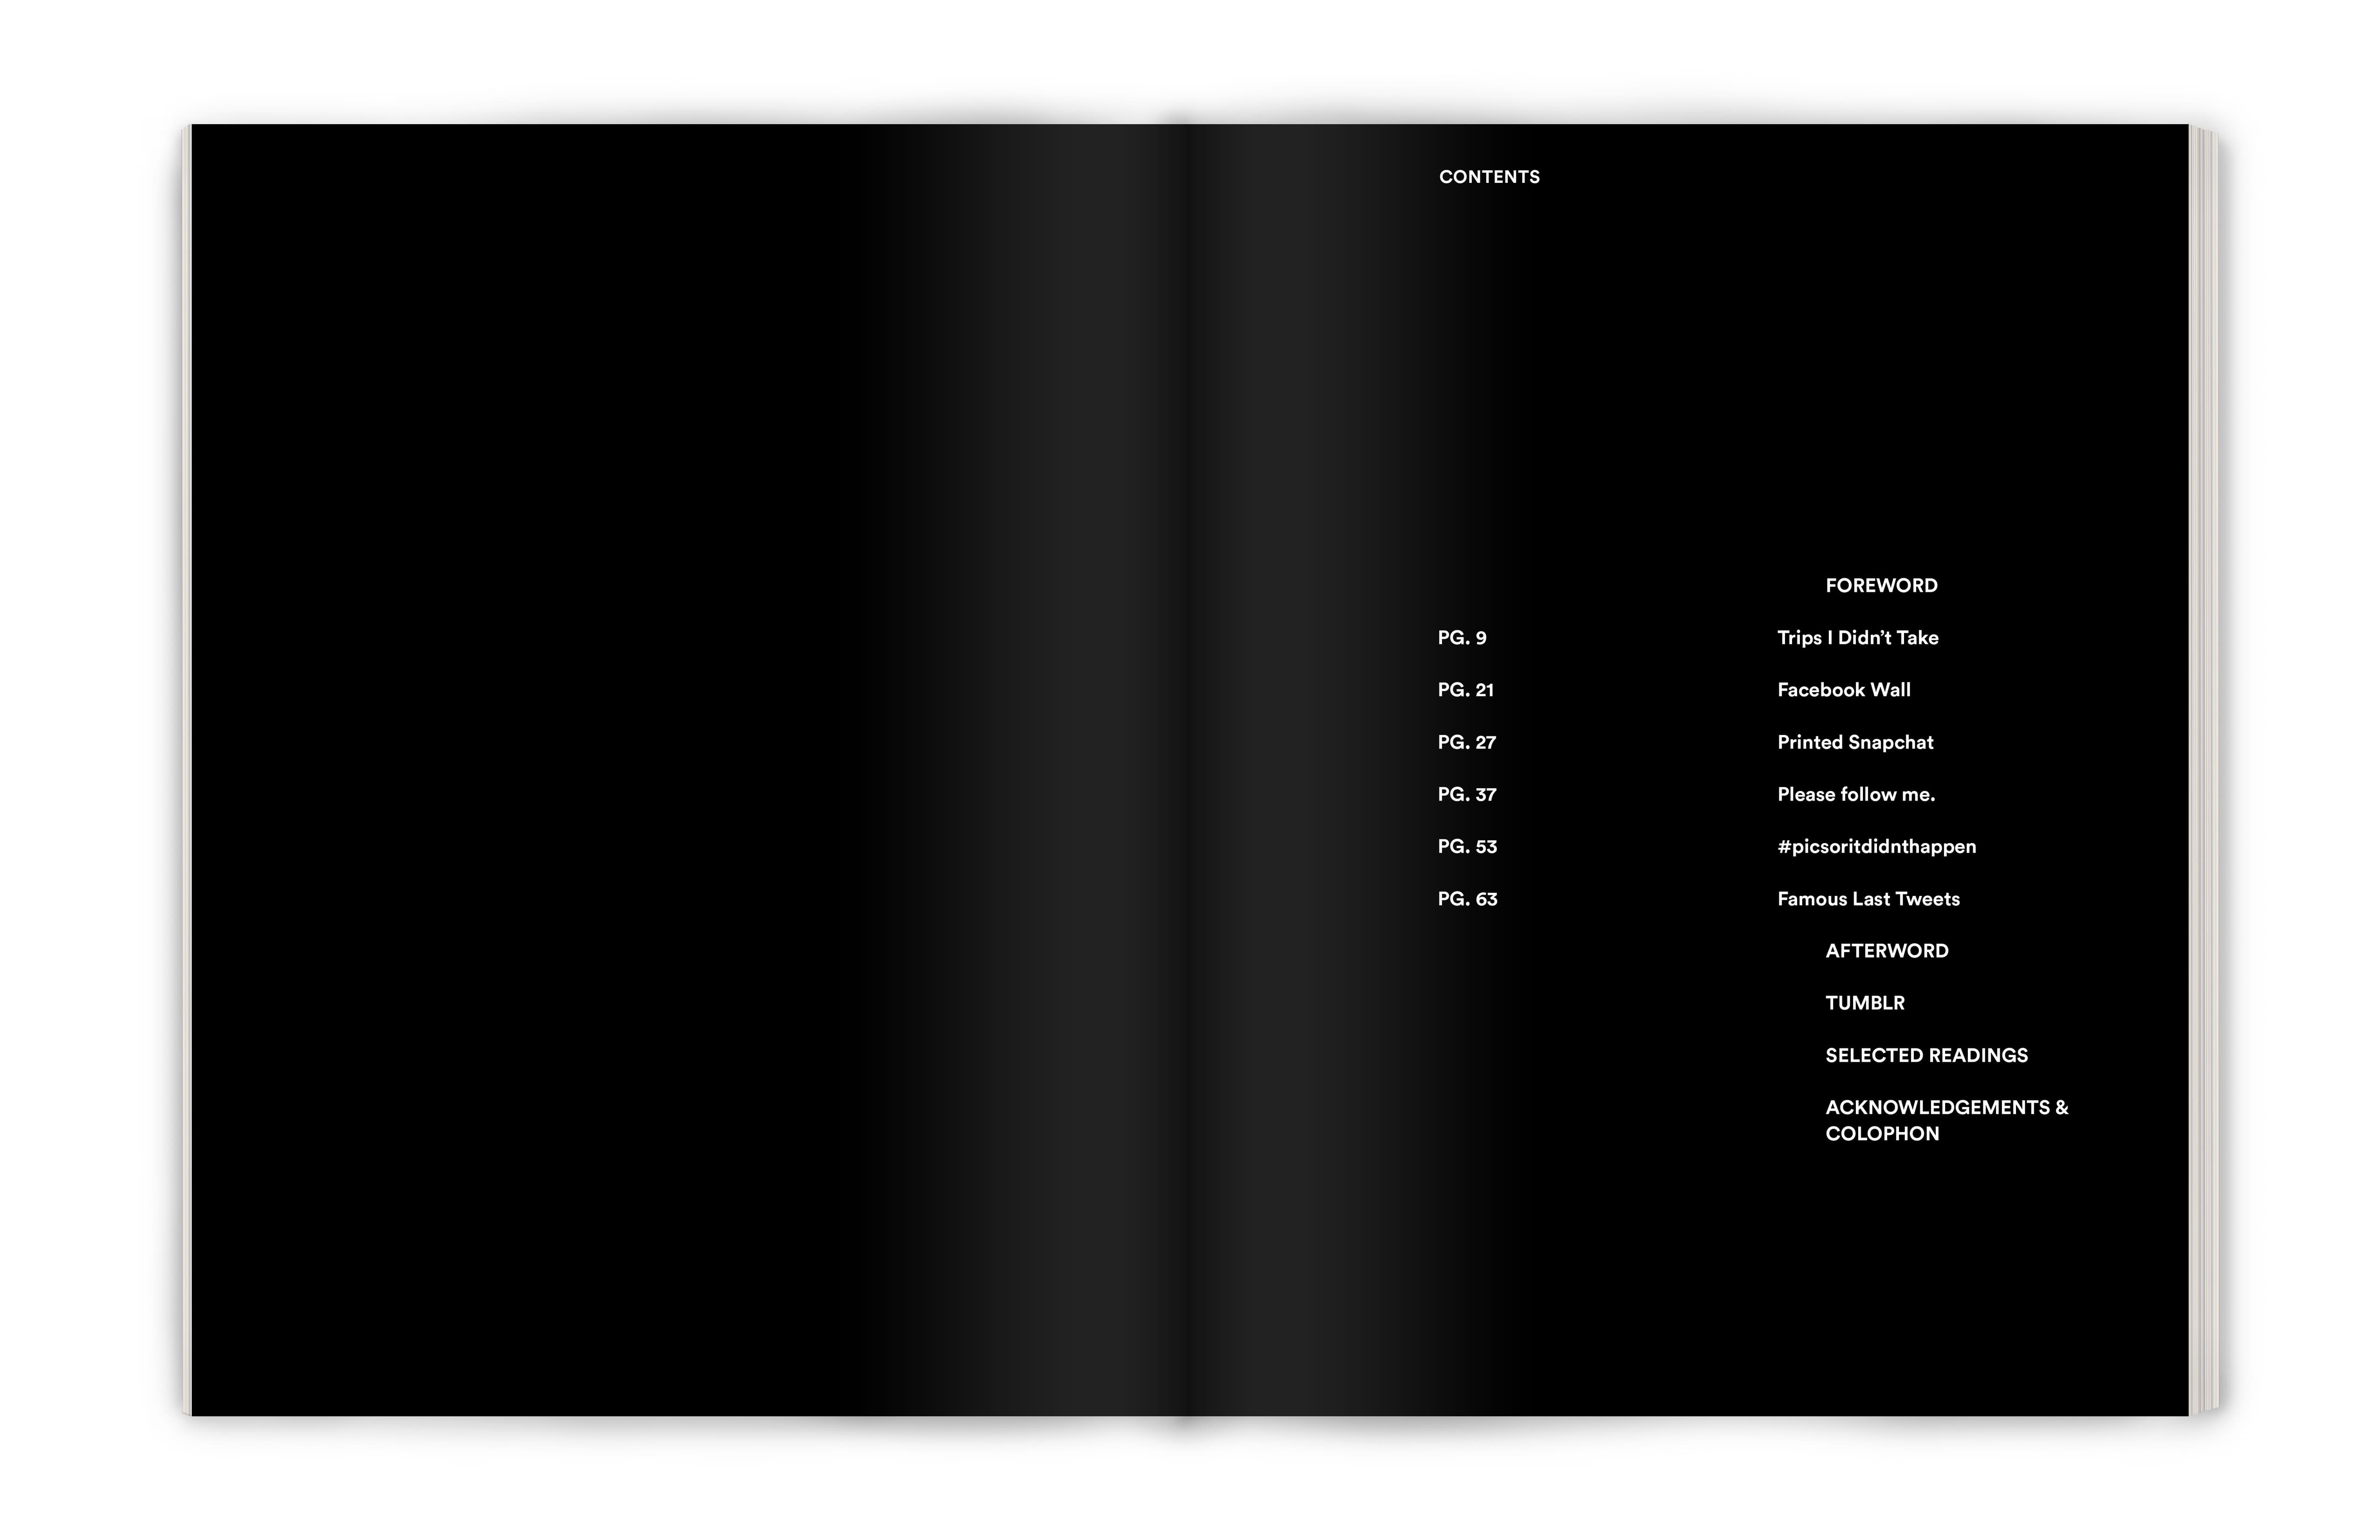 CONTENTS
FOREWORD
PG. 9 Trips I Didn’t Take
PG. 21 Facebook Wall
PG. 27 Printed Snapchat
PG. 37 Please follow me.
PG. 53 #picsoritdidnthappen
PG. 63 Famous Last Tweets
AFTERWORD
TUMBLR
SELECTED READINGS
ACKNOWLEDGEMENTS &
COLOPHON